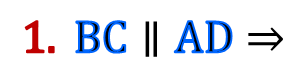 1. BC ∥ AD ⇒